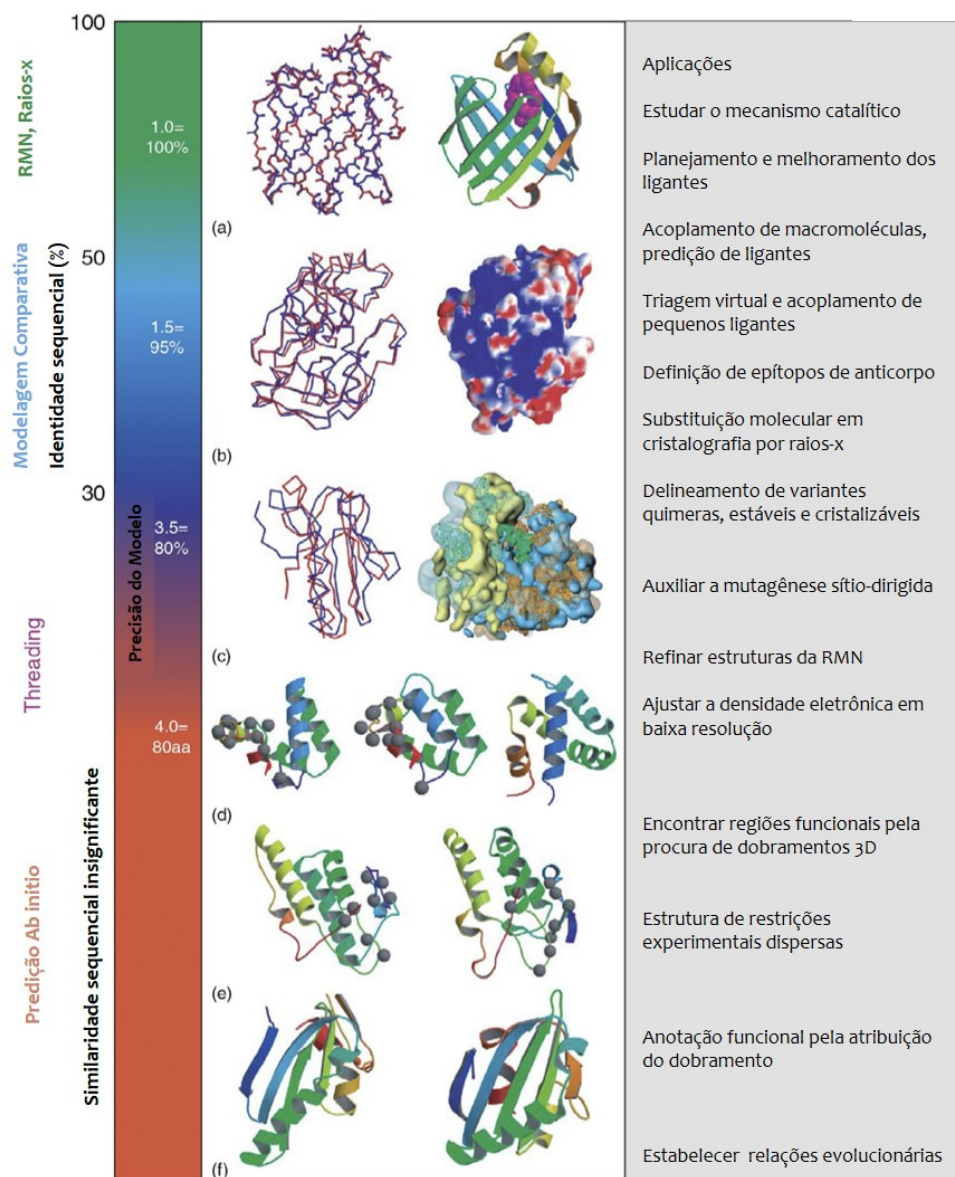 100
50
30
RMN, Raios-x
Modelagem Comparativa
Threading
Predição Ab initio
Identidade sequencial (%)
Similaridade sequencial insignificante
Precisão do Modelo
1.0=
100%
1.5=
95%
3.5=
80%
4.0=
80aa
(a)
(b)
(c)
(d)
(e)
(f)
Aplicações
Estudar o mecanismo catalítico
Planejamento e melhoramento dos
ligantes
Acoplamento de macromoléculas,
predição de ligantes
Triagem virtual e acoplamento de
pequenos ligantes
Definição de epítopos de anticorpo
Substituição molecular em
cristalografia por raios-x
Delineamento de variantes
quimeras, estáveis e cristalizáveis
Auxiliar a mutagênese sítio-dirigida
Refinar estruturas da RMN
Ajustar a densidade eletrônica em
baixa resolução
Encontrar regiões funcionais pela
procura de dobramentos 3D
Estrutura de restrições
experimentais dispersas
Anotação funcional pela atribuição
do dobramento
Estabelecer relações evolucionárias